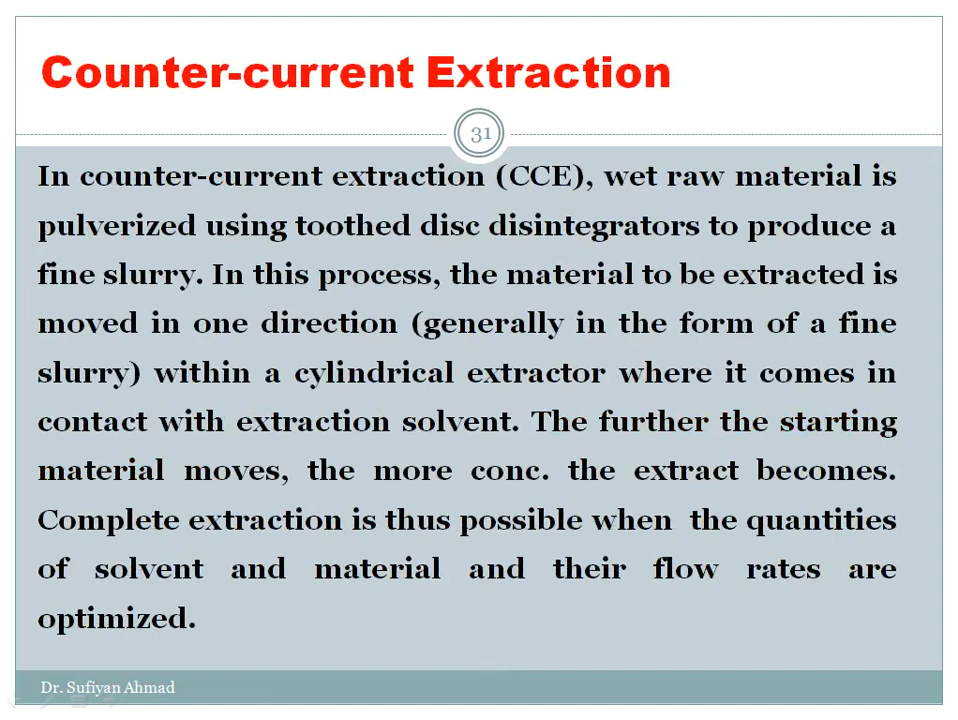 Counter-current Extraction
31
In counter-current extraction (CCE), wet raw material is
pulverized using toothed disc disintegrators to produce a
fine slurry. In this process, the material to be extracted is
moved in one direction (generally in the form of a fine
slurry) within a cylindrical extractor where it comes in
contact with extraction solvent. The further the starting
material moves, the more conc. the extract becomes.
Complete extraction is thus possible when the quantities
of solvent and material and their flow rates are
optimized.
Dr. Sufiyan Ahmad